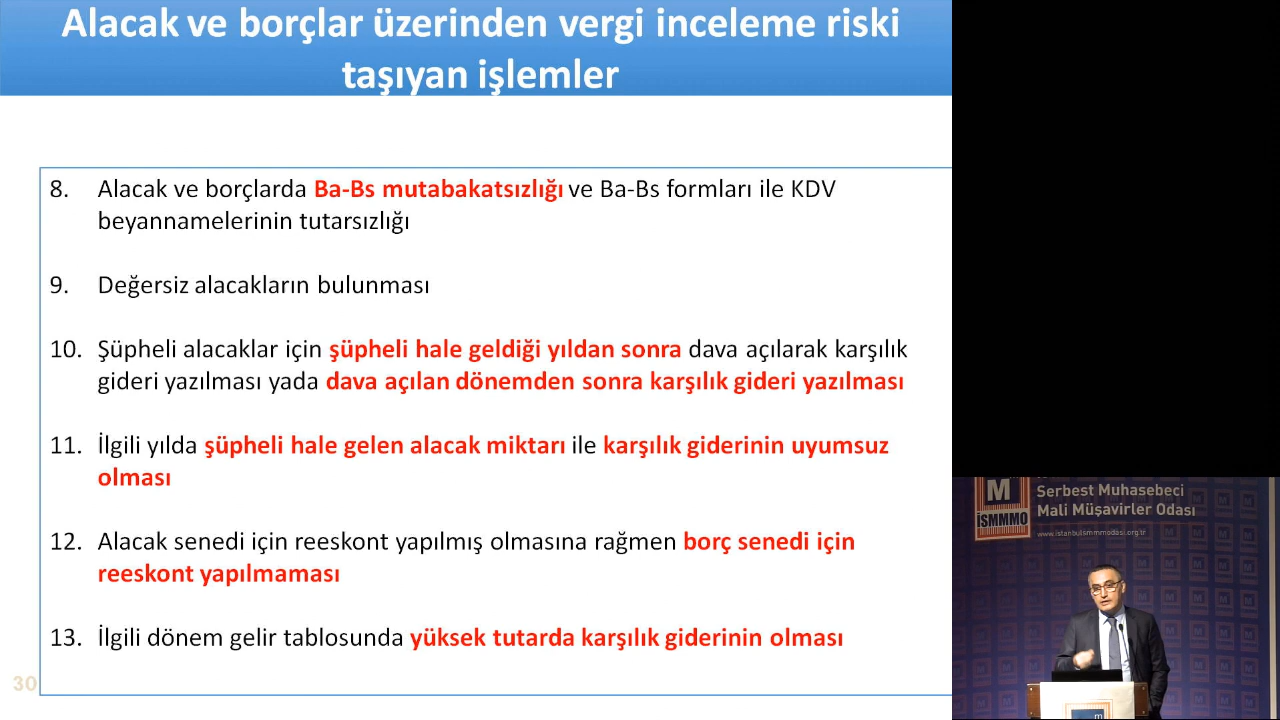 Alacak ve borçlar üzerinden vergi inceleme riski
taşıyan işlemler
8. Alacak ve borçlarda Ba-Bs mutabakatsızlığı ve Ba-Bs formları ile KDV
beyannamelerinin tutarsızlığı
9. Değersiz alacakların bulunması
10. Şüpheli alacaklar için şüpheli hale geldiği yıldan sonra dava açılarak karşılık
gideri yazılması yada dava açılan dönemden sonra karşılık gideri yazılması
11. İlgili yılda şüpheli hale gelen alacak miktarı ile karşılık giderinin uyumsuz
olması
12. Alacak senedi için reeskont yapılmış olmasına rağmen borç senedi için
reeskont yapılmaması
13. İlgili dönem gelir tablosunda yüksek tutarda karşılık giderinin olması
30
M
İSMMMO
Serbest Muhasebeci
Mali Müşavirler Odası
www.istanbulsmmmodasi.org.tr